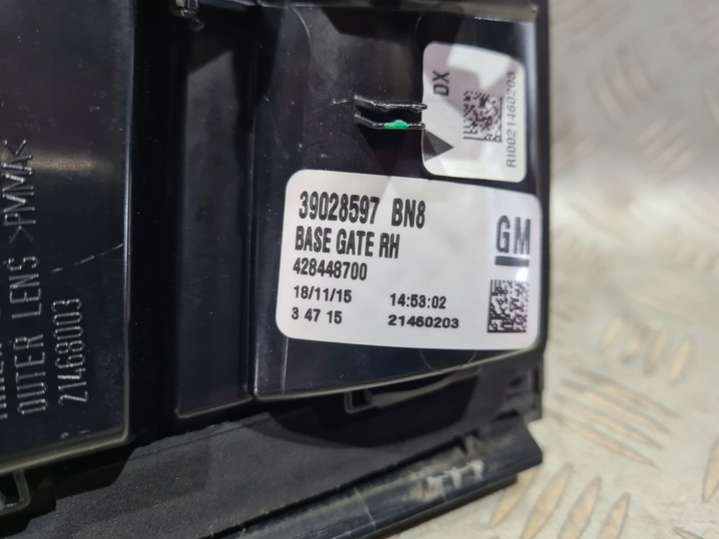 DX
RI0021460203
39028597 BN8
BASE GATE RH
GM
428448700
18/11/15 14:53:02
3 47 15 21460203
OUTER LENS >PMMA<
21468003